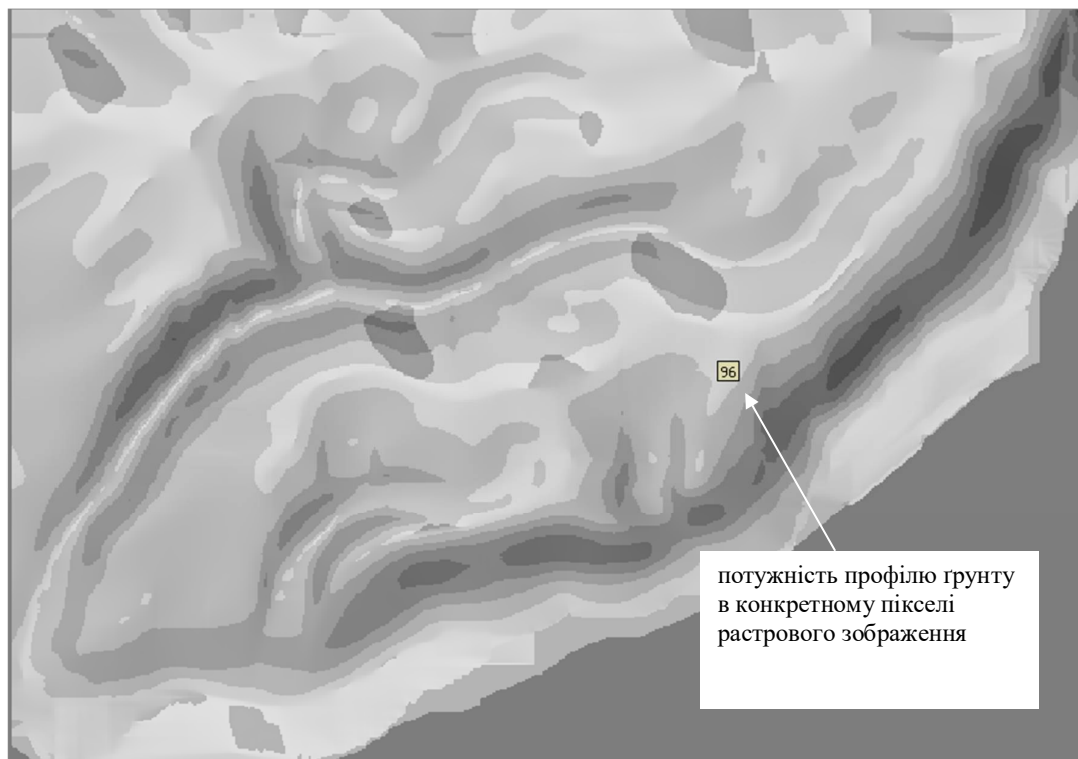 96
потужність профілю ґрунту
в конкретному пікселі
растрового зображення